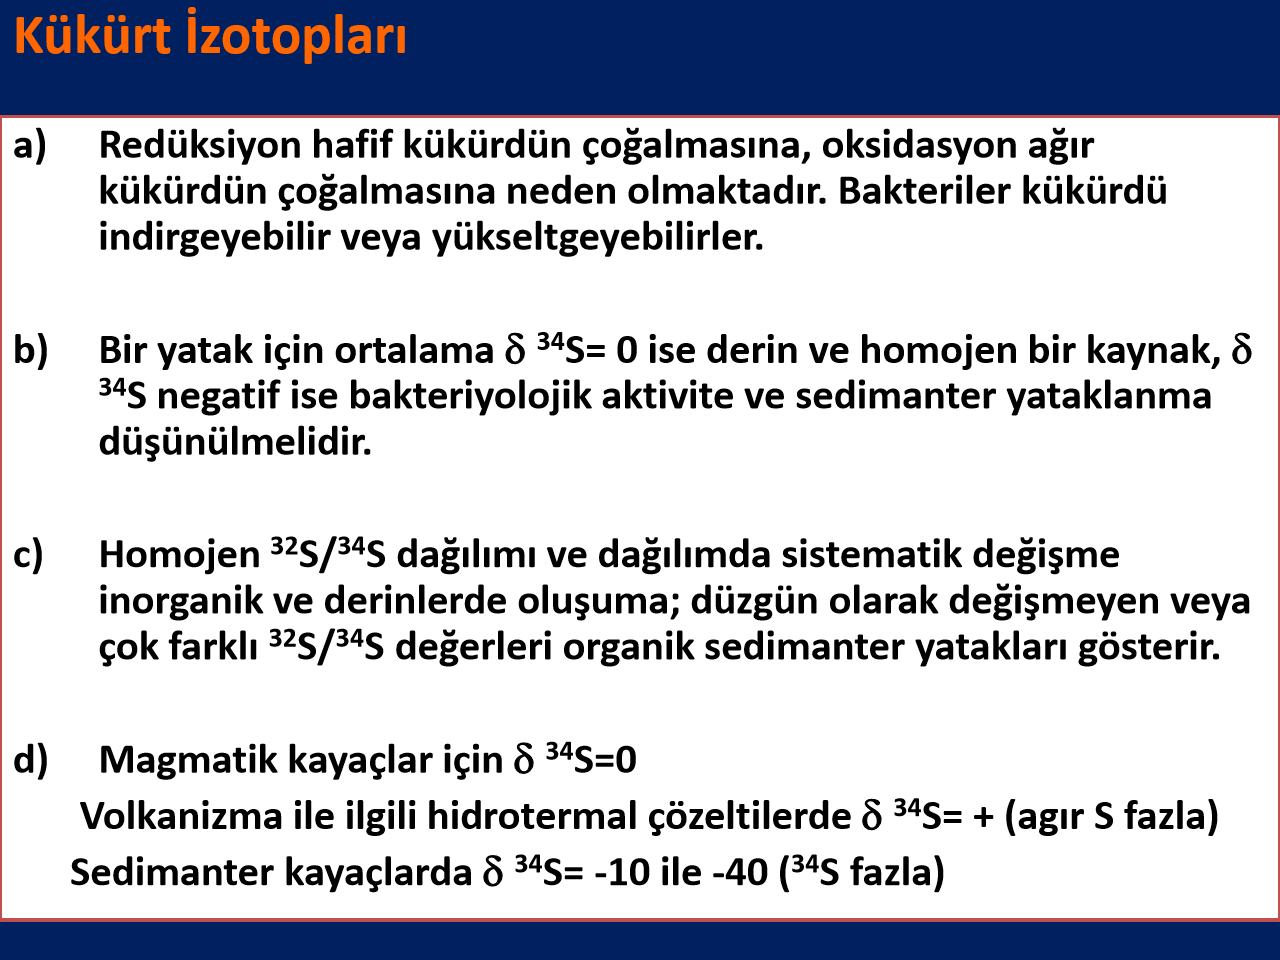 Kükürt İzotopları
a) Redüksiyon hafif kükürdün çoğalmasına, oksidasyon ağır
kükürdün çoğalmasına neden olmaktadır. Bakteriler kükürdü
indirgeyebilir veya yükseltgeyebilirler.
b) Bir yatak için ortalama δ ³⁴S= 0 ise derin ve homojen bir kaynak, δ
³⁴S negatif ise bakteriyolojik aktivite ve sedimanter yataklanma
düşünülmelidir.
c) Homojen ³²S/³⁴S dağılımı ve dağılımda sistematik değişme
inorganik ve derinlerde oluşuma; düzgün olarak değişmeyen veya
çok farklı ³²S/³⁴S değerleri organik sedimanter yatakları gösterir.
d) Magmatik kayaçlar için δ ³⁴S=0
Volkanizma ile ilgili hidrotermal çözeltilerde δ ³⁴S= + (agır S fazla)
Sedimanter kayaçlarda δ ³⁴S= -10 ile -40 (³⁴S fazla)